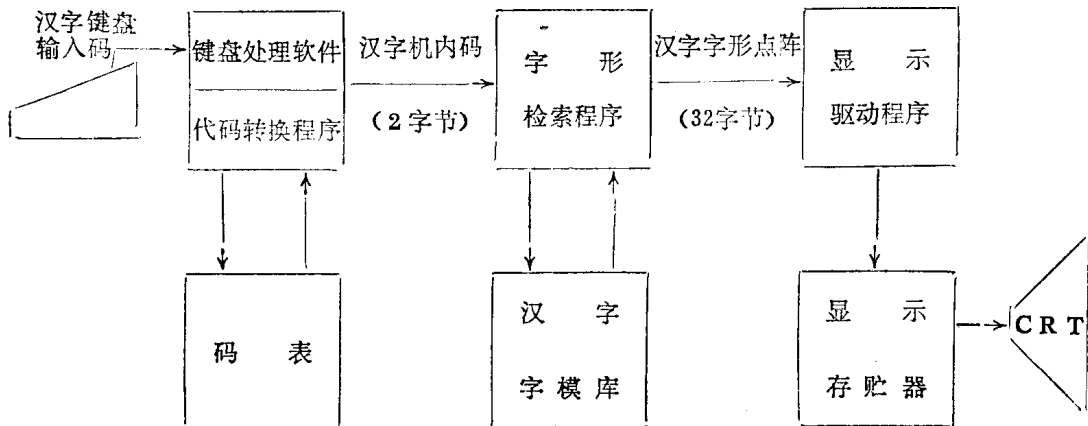 汉字键盘
输入码
键盘处理软件
代码转换程序
汉字机内码
(2字节)
字形
检索程序
汉字字形点阵
(32字节)
显示
驱动程序
码表
汉字
字模库
显示
存贮器
CRT